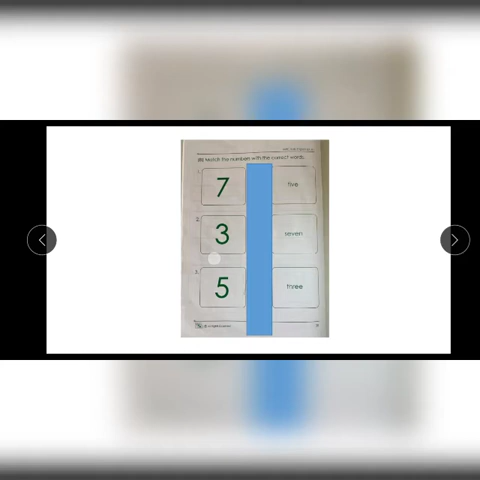 Match the numbers with the correct words.
7
five
3
seven
5
three